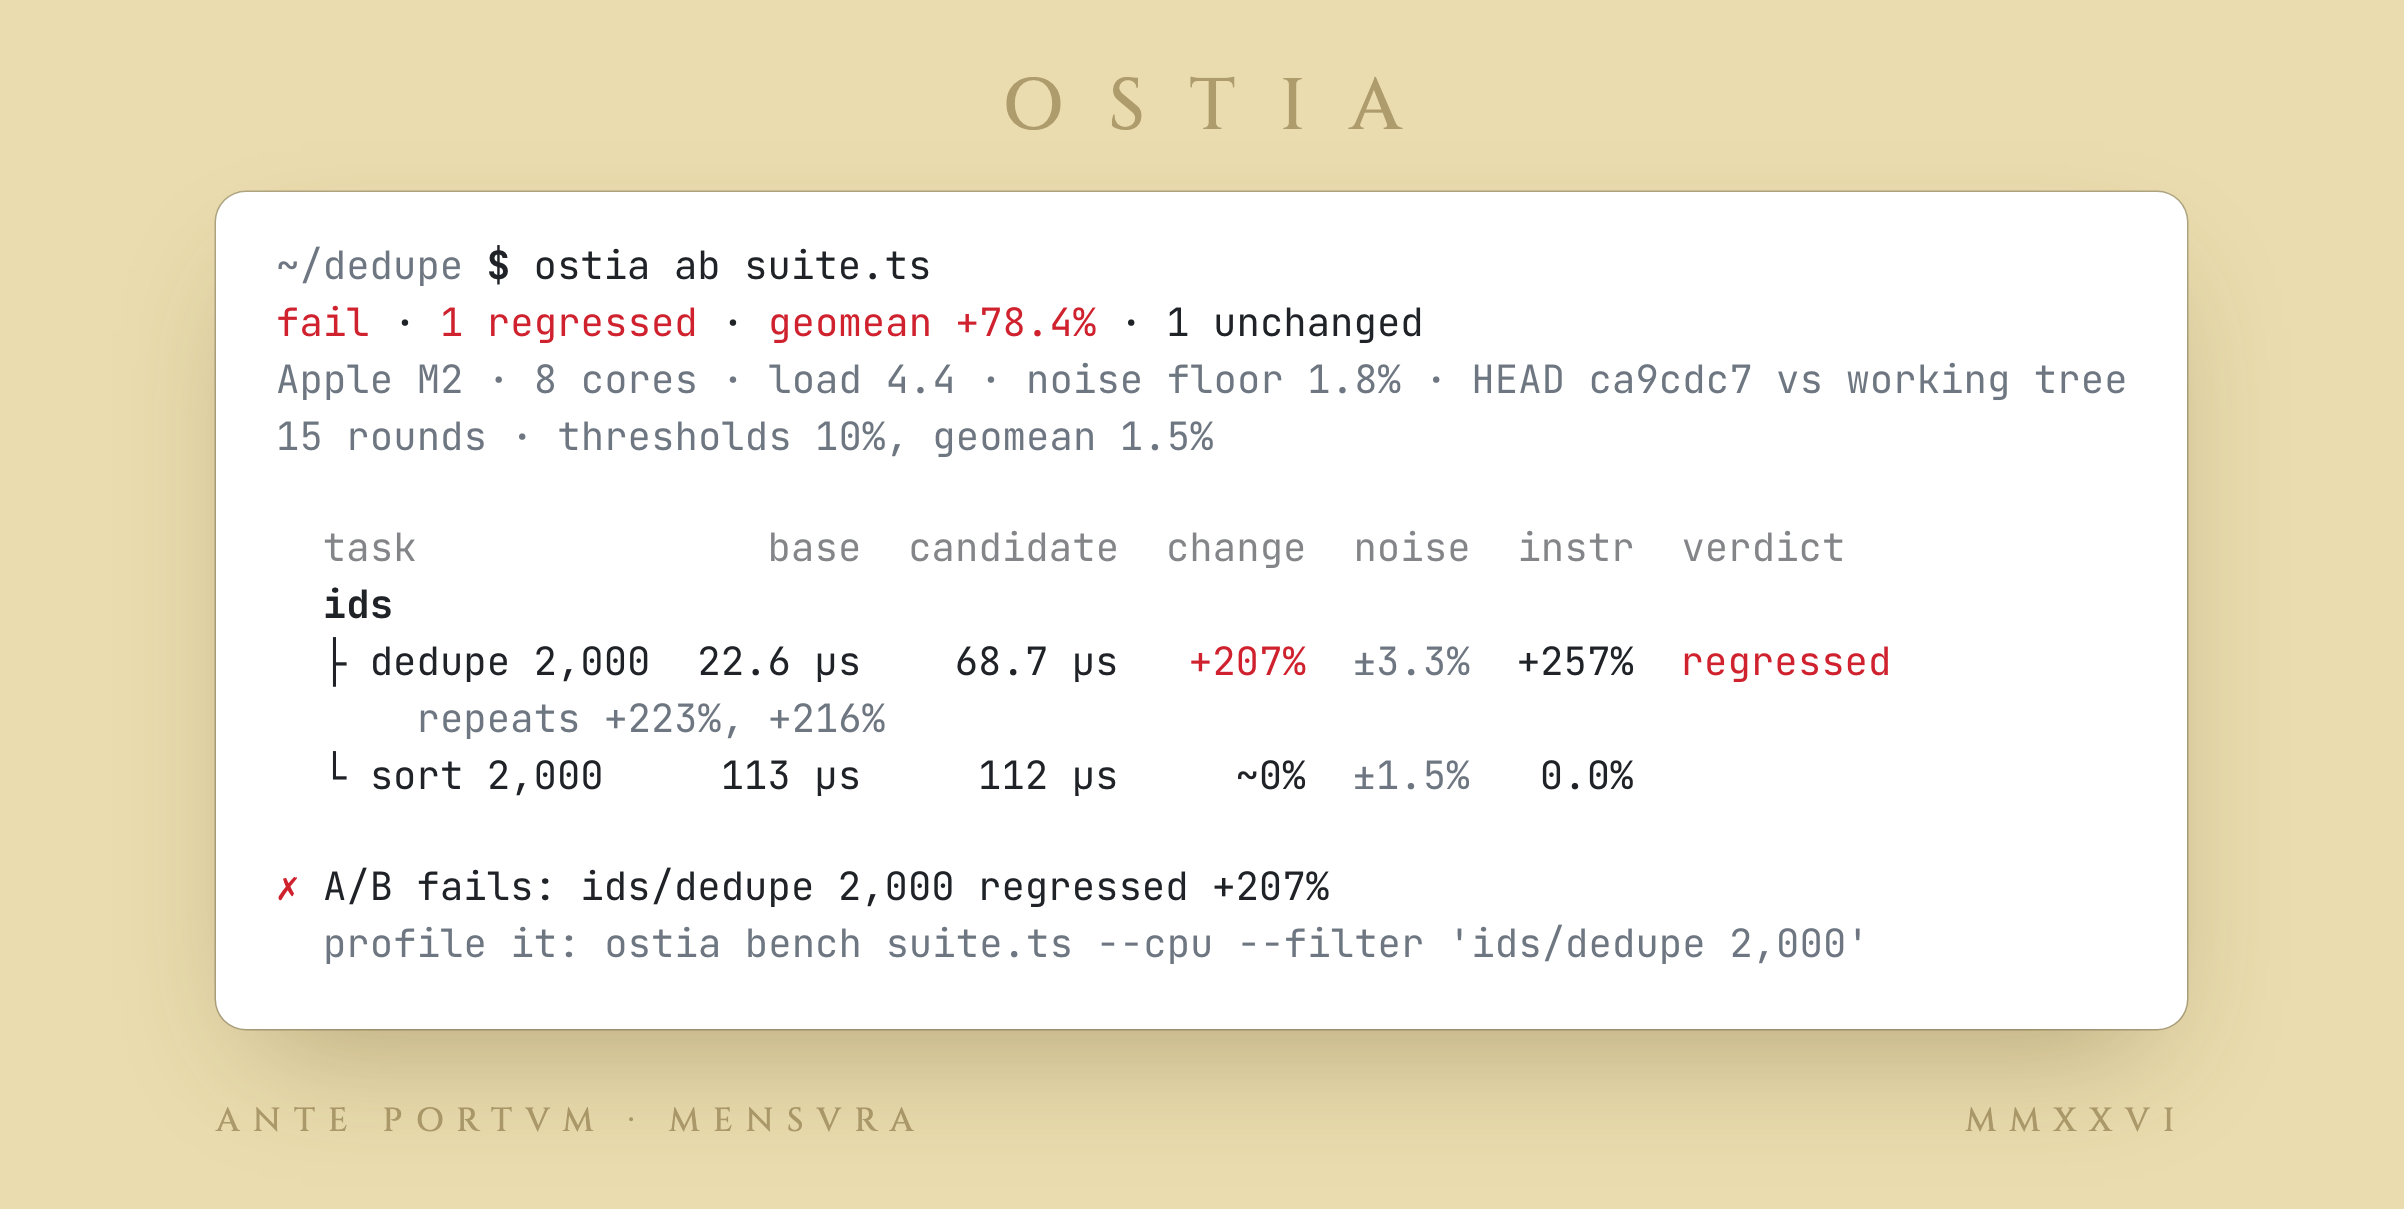 OSTIA
~/dedupe $ ostia ab suite.ts
fail · 1 regressed · geomean +78.4% · 1 unchanged
Apple M2 · 8 cores · load 4.4 · noise floor 1.8% · HEAD ca9cdc7 vs working tree
15 rounds · thresholds 10%, geomean 1.5%
task base candidate change noise instr verdict
ids
├ dedupe 2,000 22.6 µs 68.7 µs +207% ±3.3% +257% regressed
repeats +223%, +216%
└ sort 2,000 113 µs 112 µs ~0% ±1.5% 0.0%
✗ A/B fails: ids/dedupe 2,000 regressed +207%
profile it: ostia bench suite.ts --cpu --filter 'ids/dedupe 2,000'
ANTE PORTVM · MENSVRA
MMXXVI